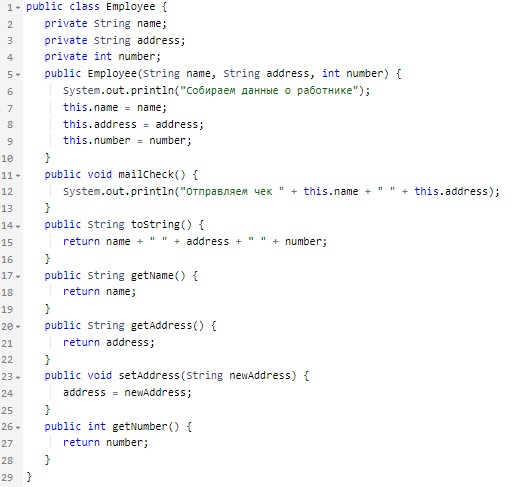 1 public class Employee {
2 private String name;
3 private String address;
4 private int number;
5 public Employee(String name, String address, int number) {
6 System.out.println("Собираем данные о работнике");
7 this.name = name;
8 this.address = address;
9 this.number = number;
10 }
11 public void mailCheck() {
12 System.out.println("Отправляем чек " + this.name + " " + this.address);
13 }
14 public String toString() {
15 return name + " " + address + " " + number;
16 }
17 public String getName() {
18 return name;
19 }
20 public String getAddress() {
21 return address;
22 }
23 public void setAddress(String newAddress) {
24 address = newAddress;
25 }
26 public int getNumber() {
27 return number;
28 }
29 }